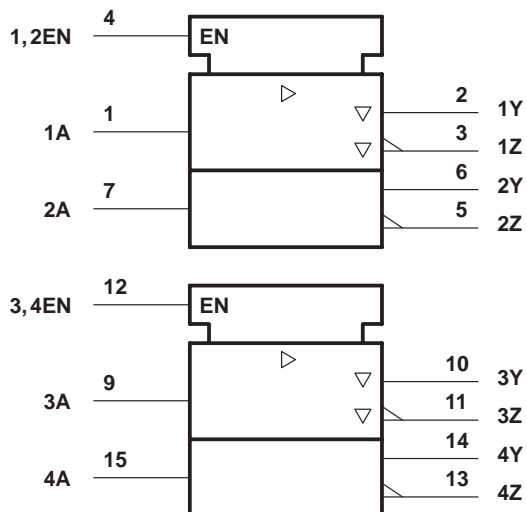 4
1,2EN EN
1 2 1Y
1A 3 1Z
7 6 2Y
2A 5 2Z
12
3,4EN EN
9 10 3Y
3A 11 3Z
15 14 4Y
4A 13 4Z